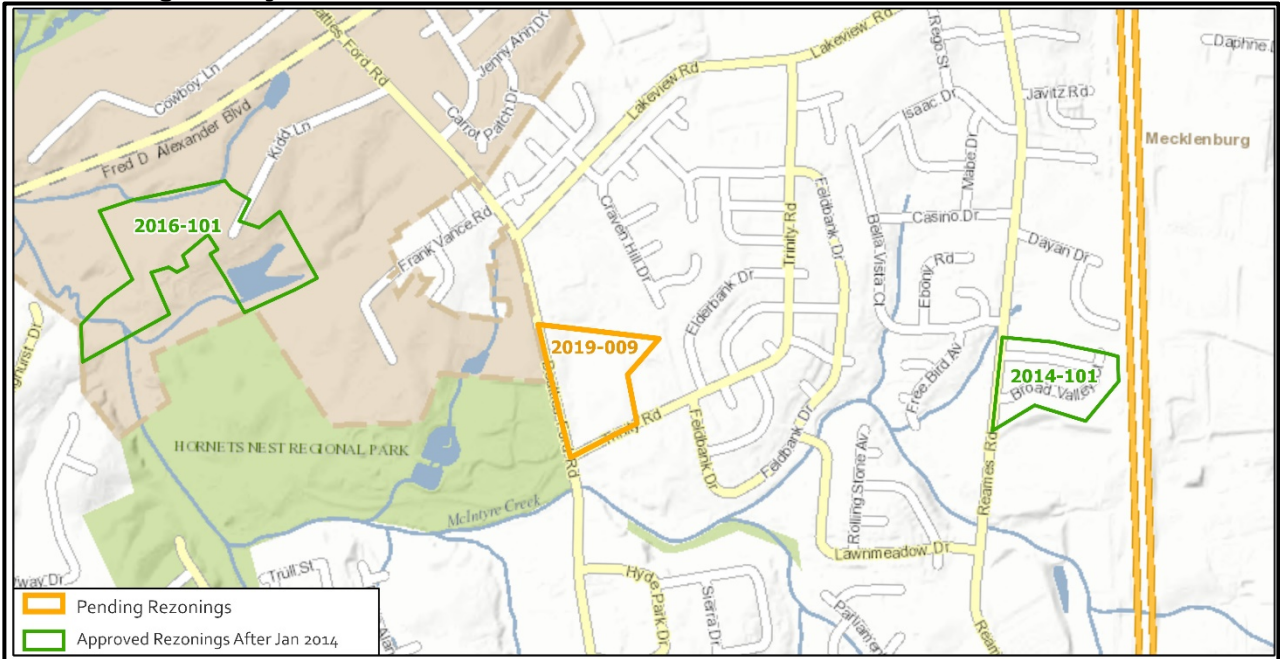 Cowboy Ln
Fred D Alexander Blvd
Kidd Ln
Ford Rd
Jenny Ann Dr
Carrot Patch Dr
Lakeview Rd
Lakeview Rd
Rego St
Isaac Dr
Mabe Dr
Javitz Rd
Daphne
Mecklenburg
2016-101
Frank Vance Rd
Craven Hill Dr
Trinity Rd
Feldbank Dr
Bella Vista Ct
Casino Dr
Ebony Rd
Dayan Dr
Elderbank Dr
2019-009
2014-101
Broad Valley
Free Bird Av
Trinity Rd
Feldbank Dr
Feldbank Dr
Rolling Stone Av
Reames Rd
HORNETS NEST REGIONAL PARK
McIntyre Creek
Lawnmeadow Dr
way Dr
Trull St
Hyde Park Dr
Sierra Dr
Pending Rezonings
Approved Rezonings After Jan 2014